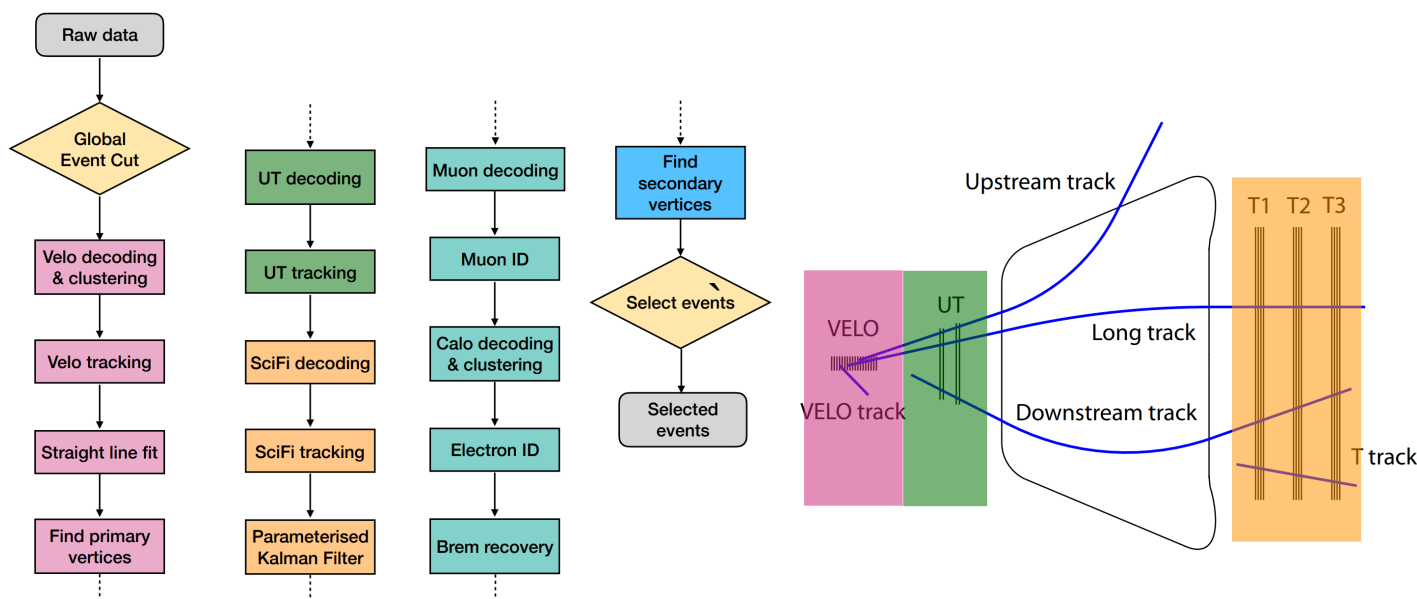 Raw data
Global
Event Cut
Velo decoding
& clustering
Velo tracking
Straight line fit
Find primary
vertices
UT decoding
UT tracking
SciFi decoding
SciFi tracking
Parameterised
Kalman Filter
Muon decoding
Muon ID
Calo decoding
& clustering
Electron ID
Brem recovery
Find
secondary
vertices
Select events
Selected
events
Upstream track
T1 T2 T3
UT
VELO
Long track
VELO track
Downstream track
T track